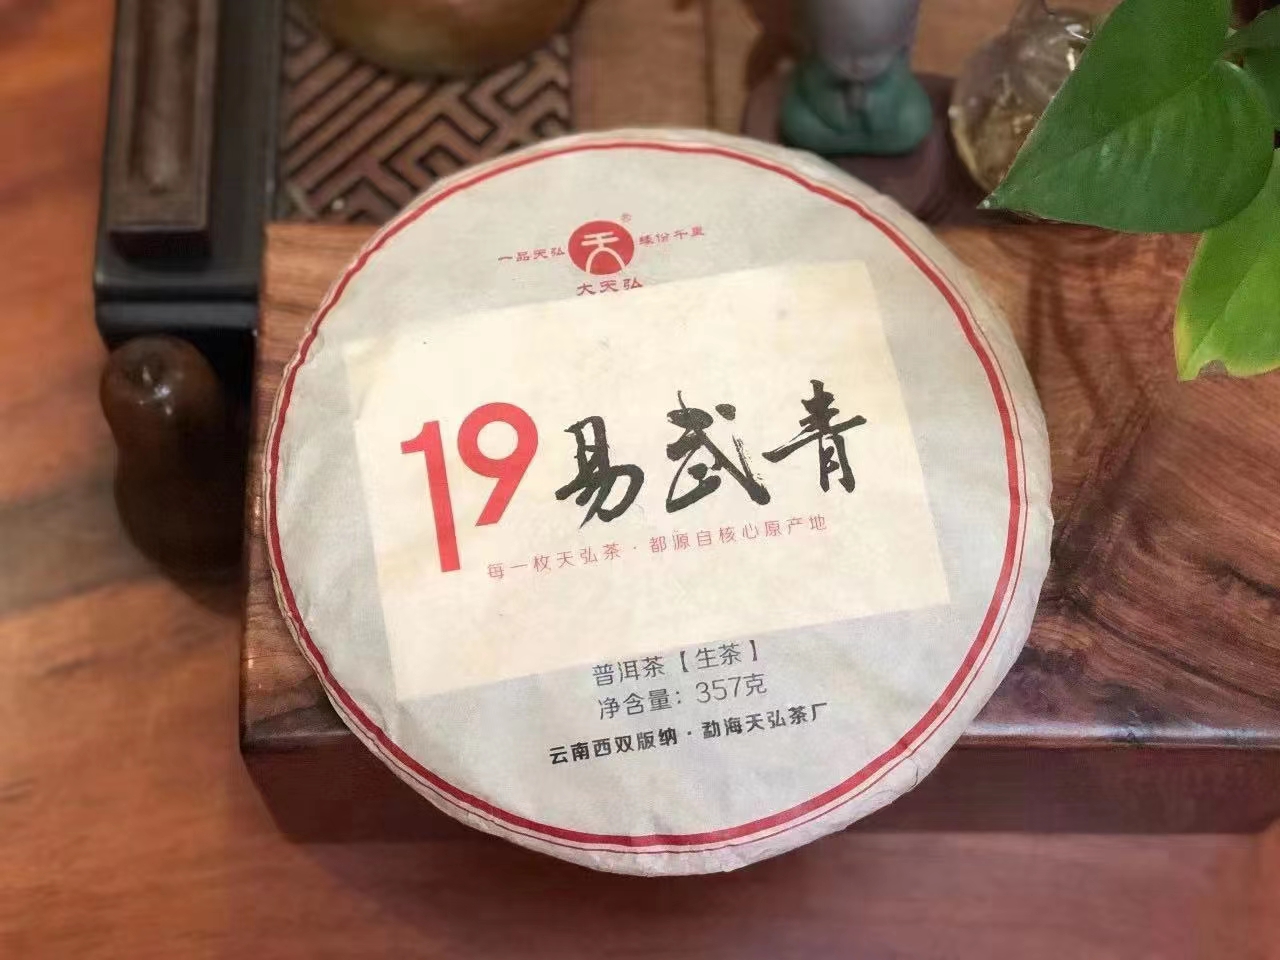 一品天弘 天® 缘份千里
大天弘
19易武青
每一枚天弘茶·都源自核心原产地
普洱茶【生茶】
净含量：357克
云南西双版纳·勐海天弘茶厂